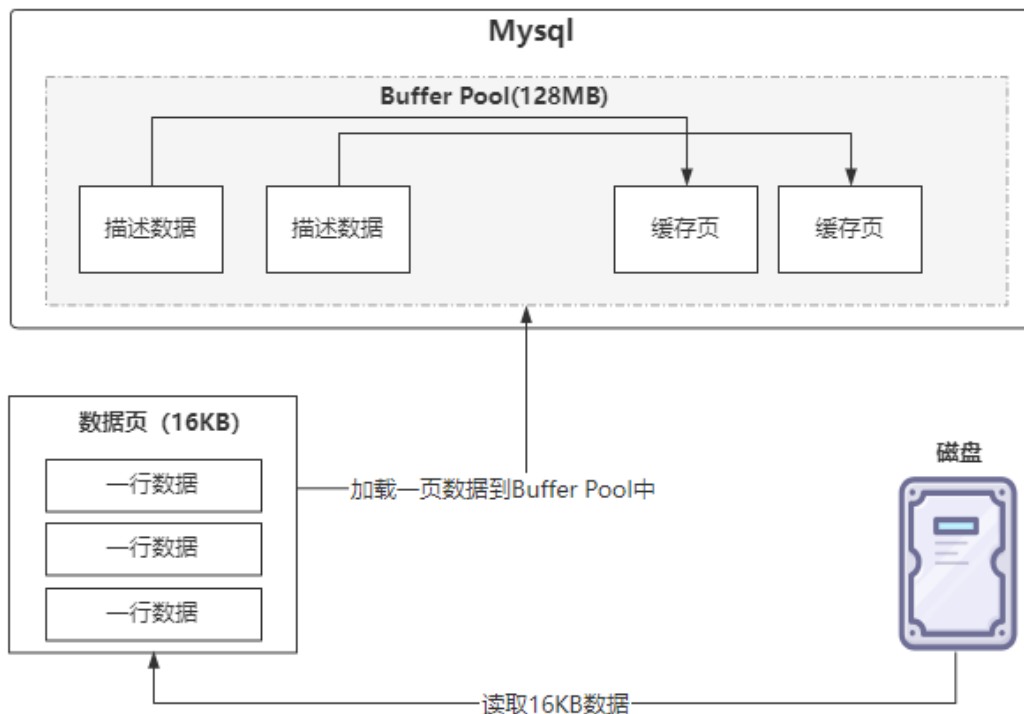 Mysql
Buffer Pool(128MB)
描述数据
描述数据
缓存页
缓存页
数据页（16KB）
一行数据
一行数据
一行数据
加载一页数据到Buffer Pool中
磁盘
读取16KB数据